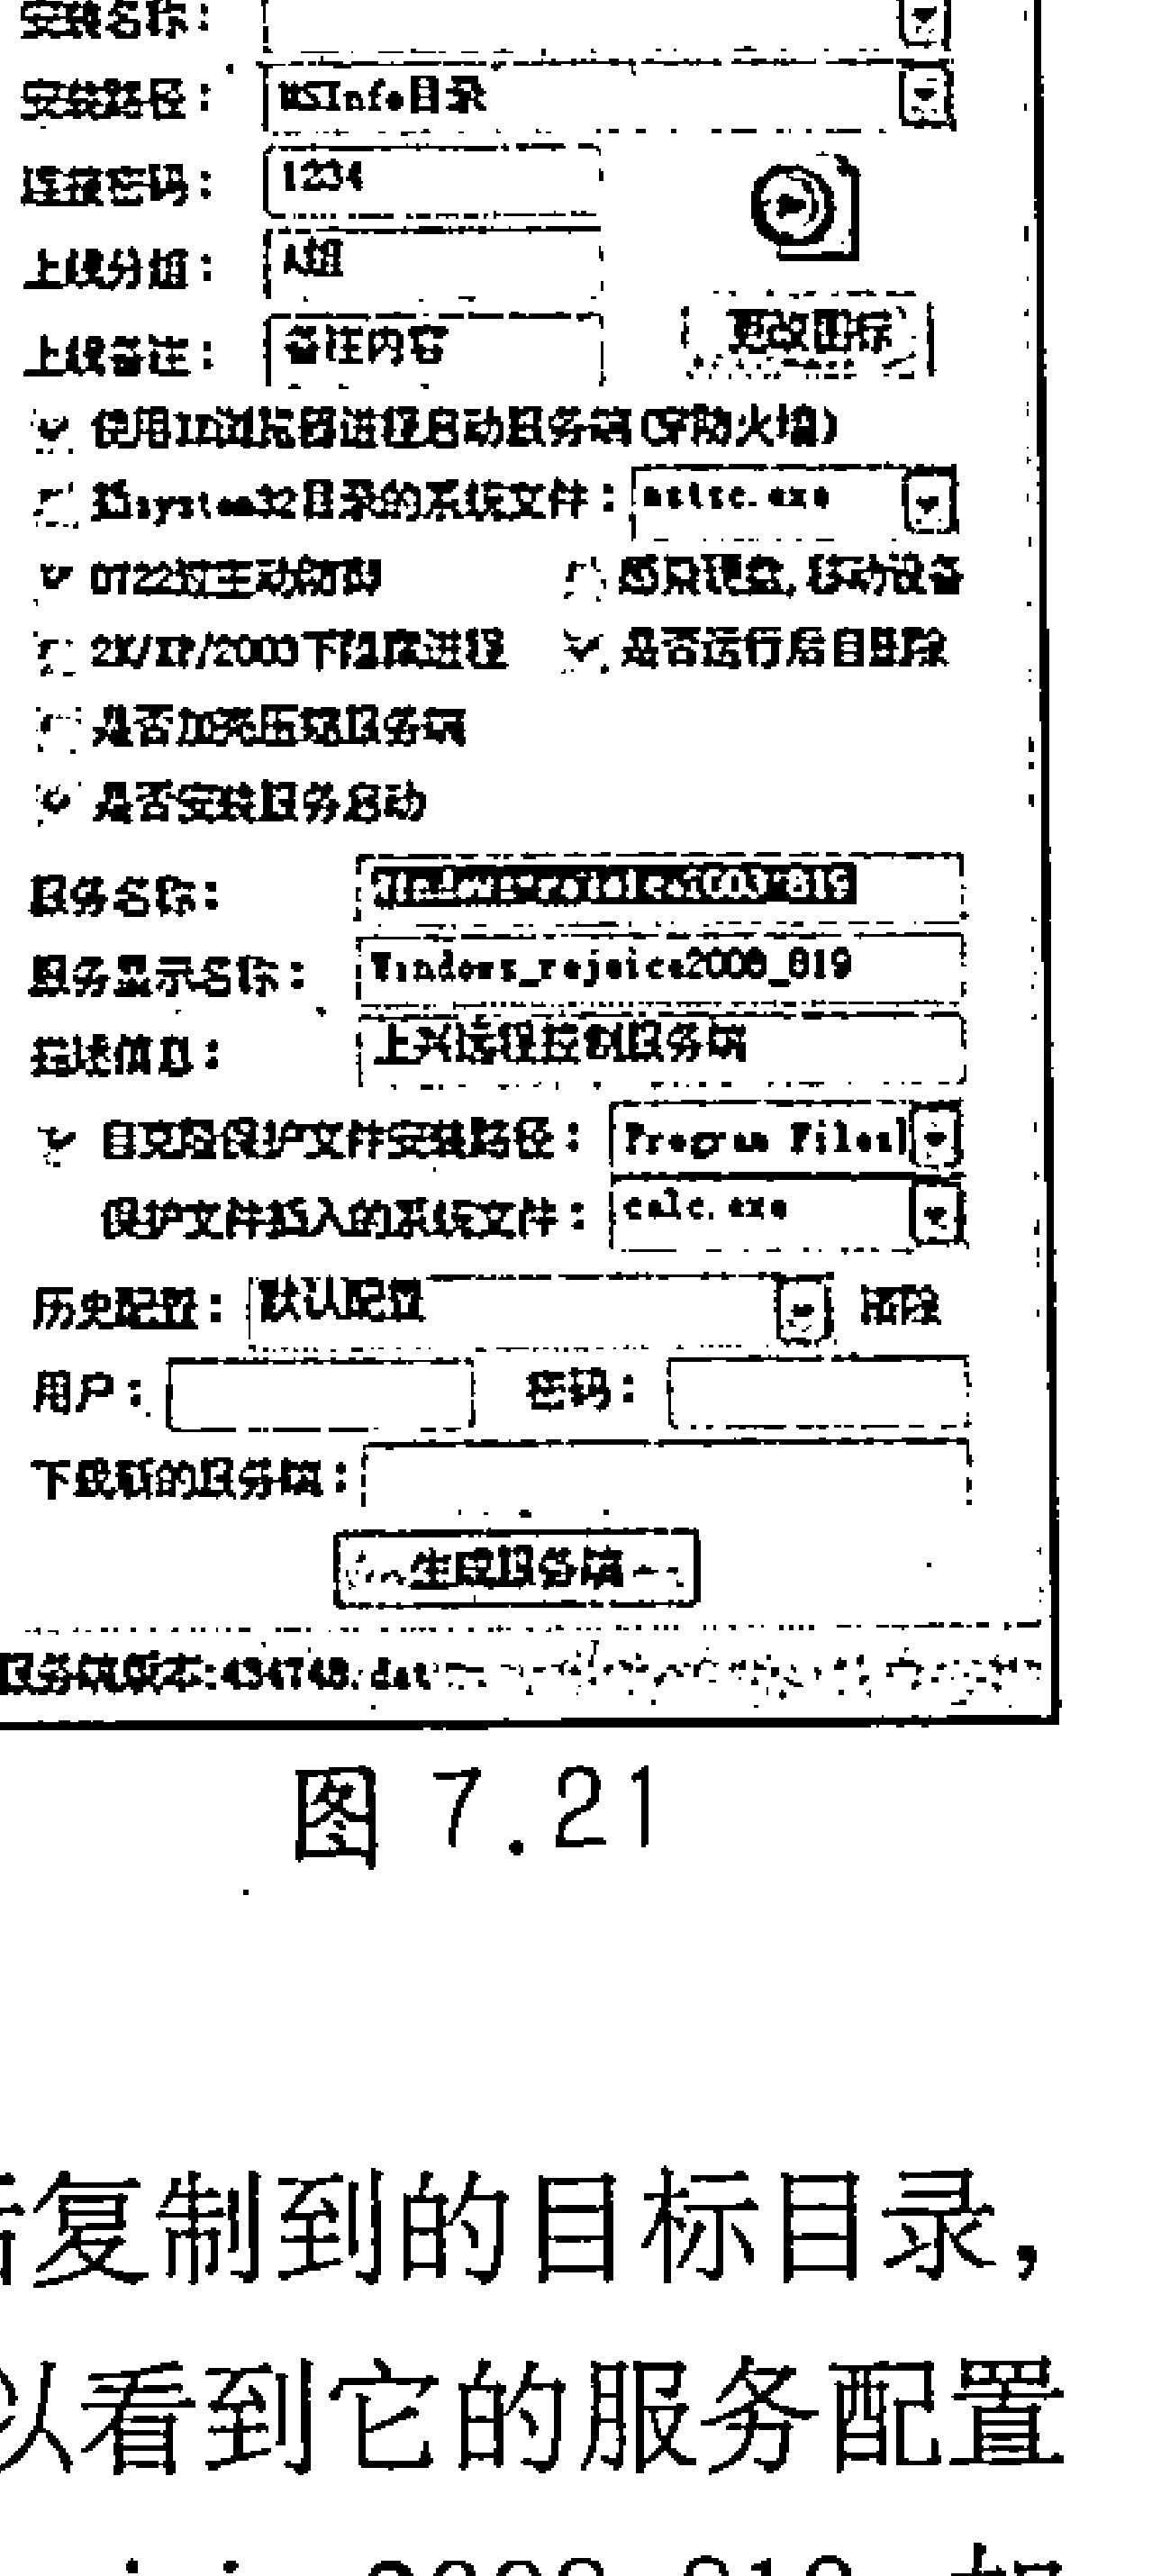 安装名称：
安装路径： MSInfo目录
连接密码： 1234
上线分组： A组
上线备注： 备注内容 更改图标
使用IE浏览器进程启动服务端(穿防火墙)
插system32目录的系统文件： mstsc.exe
0722过主动防御 感染硬盘,移动设备
2K/XP/2003下隐藏进程 是否运行后自删除
是否加壳压缩服务端
是否安装服务启动
服务名称：
服务显示名称： Windows_rejoice2008_819
描述信息： 上兴远程控制服务端
自定义保护文件安装路径： Program Files\
保护文件插入的系统文件： calc.exe
历史配置： 默认配置 清除
用户： 密码：
下载新的服务端：
生成服务端
服务端版本:434748.dat
图 7.21
后复制到的目标目录，
以看到它的服务配置